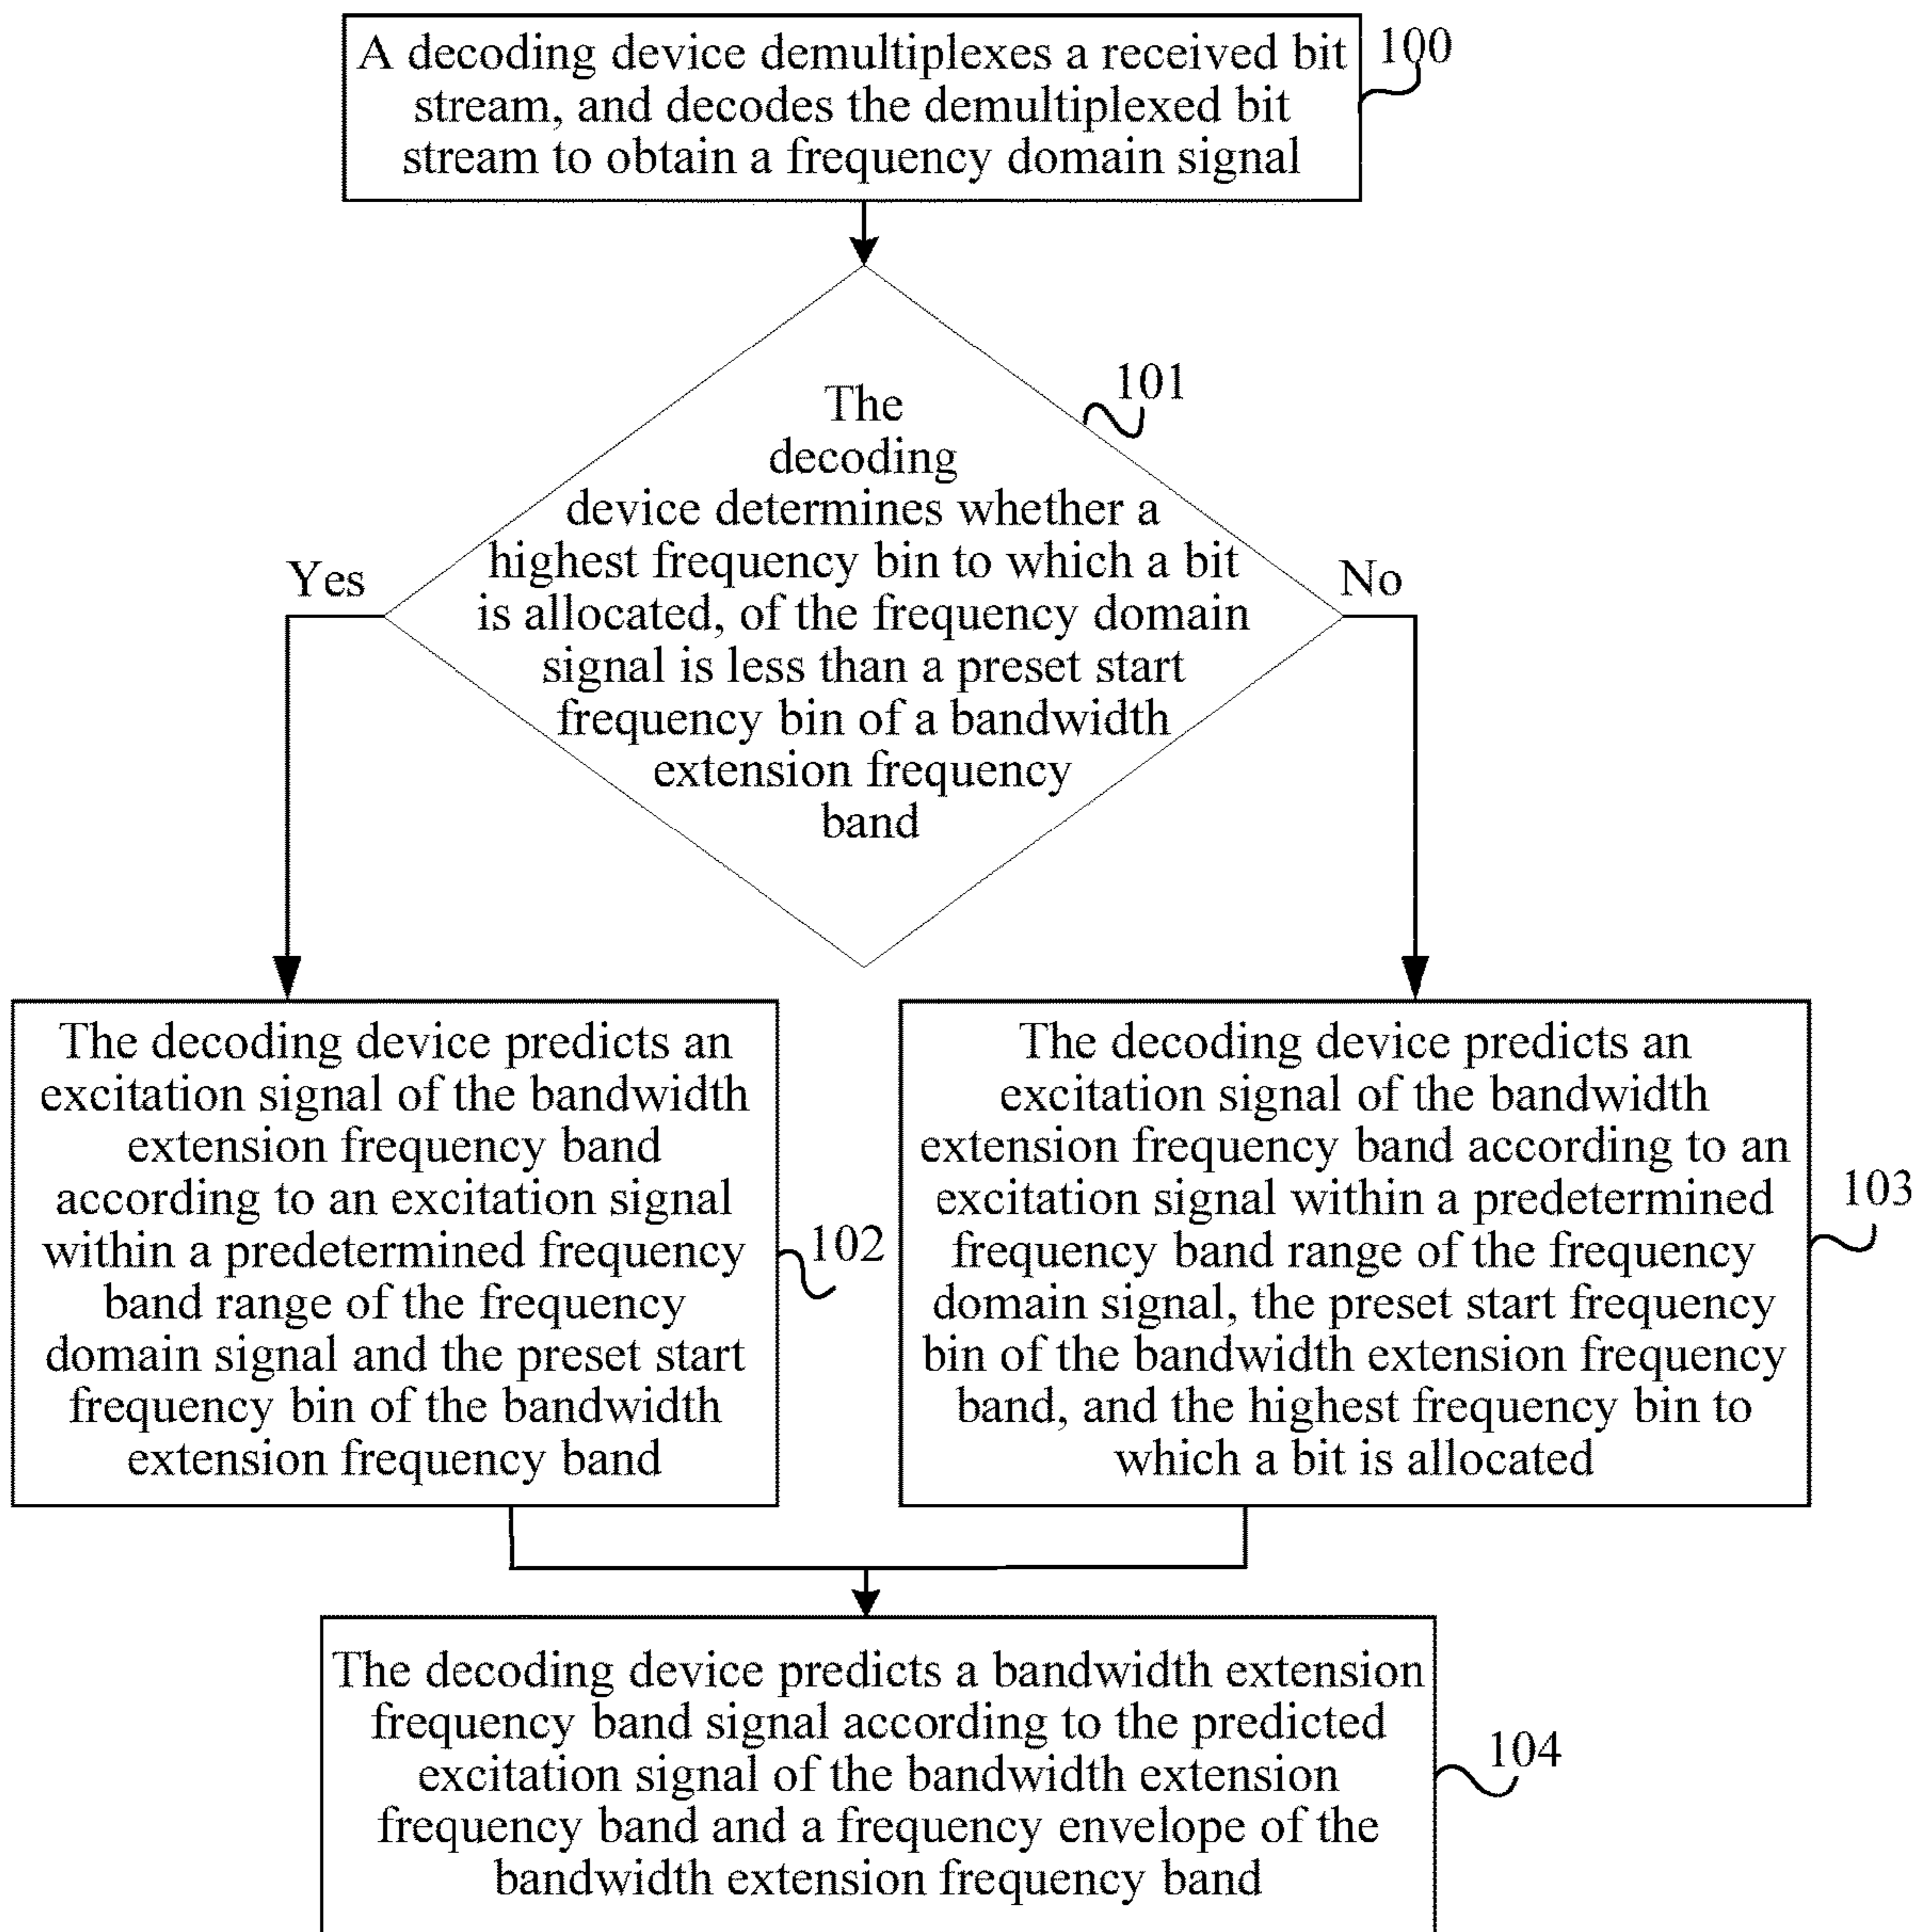 A decoding device demultiplexes a received bit
stream, and decodes the demultiplexed bit
stream to obtain a frequency domain signal
100
101
The
decoding
device determines whether a
highest frequency bin to which a bit
is allocated, of the frequency domain
signal is less than a preset start
frequency bin of a bandwidth
extension frequency
band
Yes
No
The decoding device predicts an
excitation signal of the bandwidth
extension frequency band
according to an excitation signal
within a predetermined frequency
band range of the frequency
domain signal and the preset start
frequency bin of the bandwidth
extension frequency band
102
The decoding device predicts an
excitation signal of the bandwidth
extension frequency band according to an
excitation signal within a predetermined
frequency band range of the frequency
domain signal, the preset start frequency
bin of the bandwidth extension frequency
band, and the highest frequency bin to
which a bit is allocated
103
The decoding device predicts a bandwidth extension
frequency band signal according to the predicted
excitation signal of the bandwidth extension
frequency band and a frequency envelope of the
bandwidth extension frequency band
104